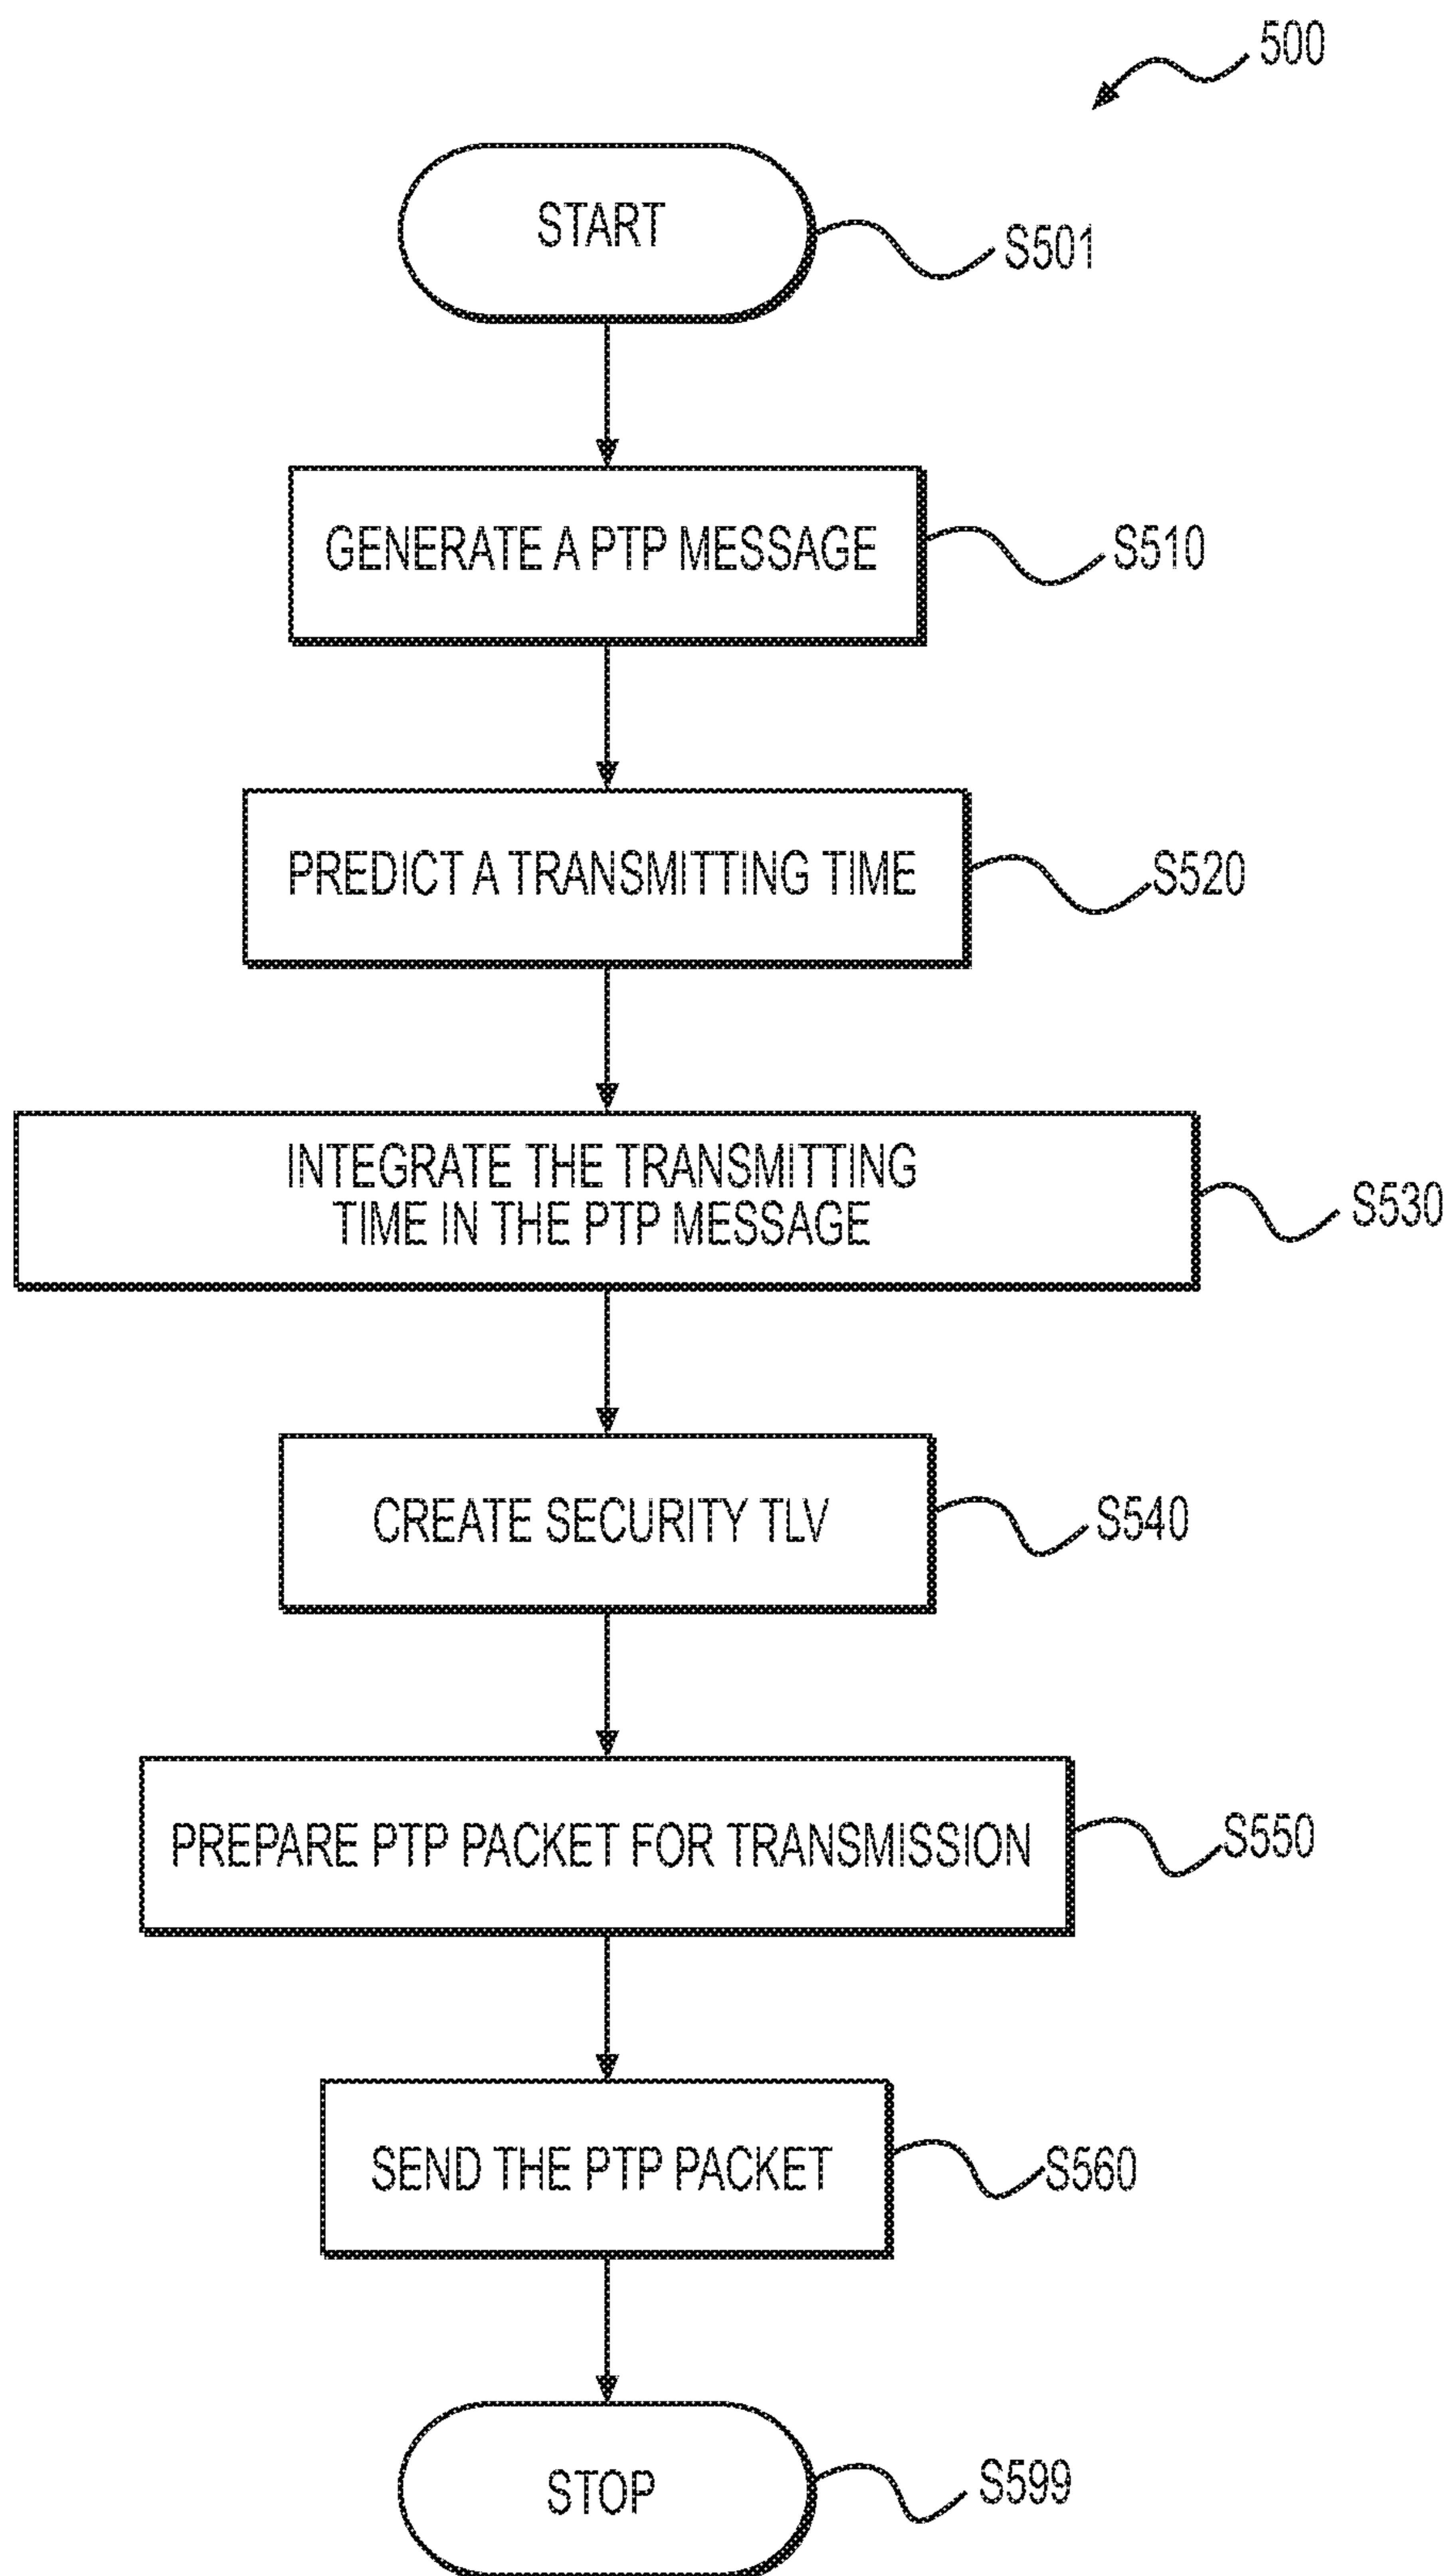 500
START
S501
GENERATE A PTP MESSAGE
S510
PREDICT A TRANSMITTING TIME
S520
INTEGRATE THE TRANSMITTING
TIME IN THE PTP MESSAGE
S530
CREATE SECURITY TLV
S540
PREPARE PTP PACKET FOR TRANSMISSION
S550
SEND THE PTP PACKET
S560
STOP
S599